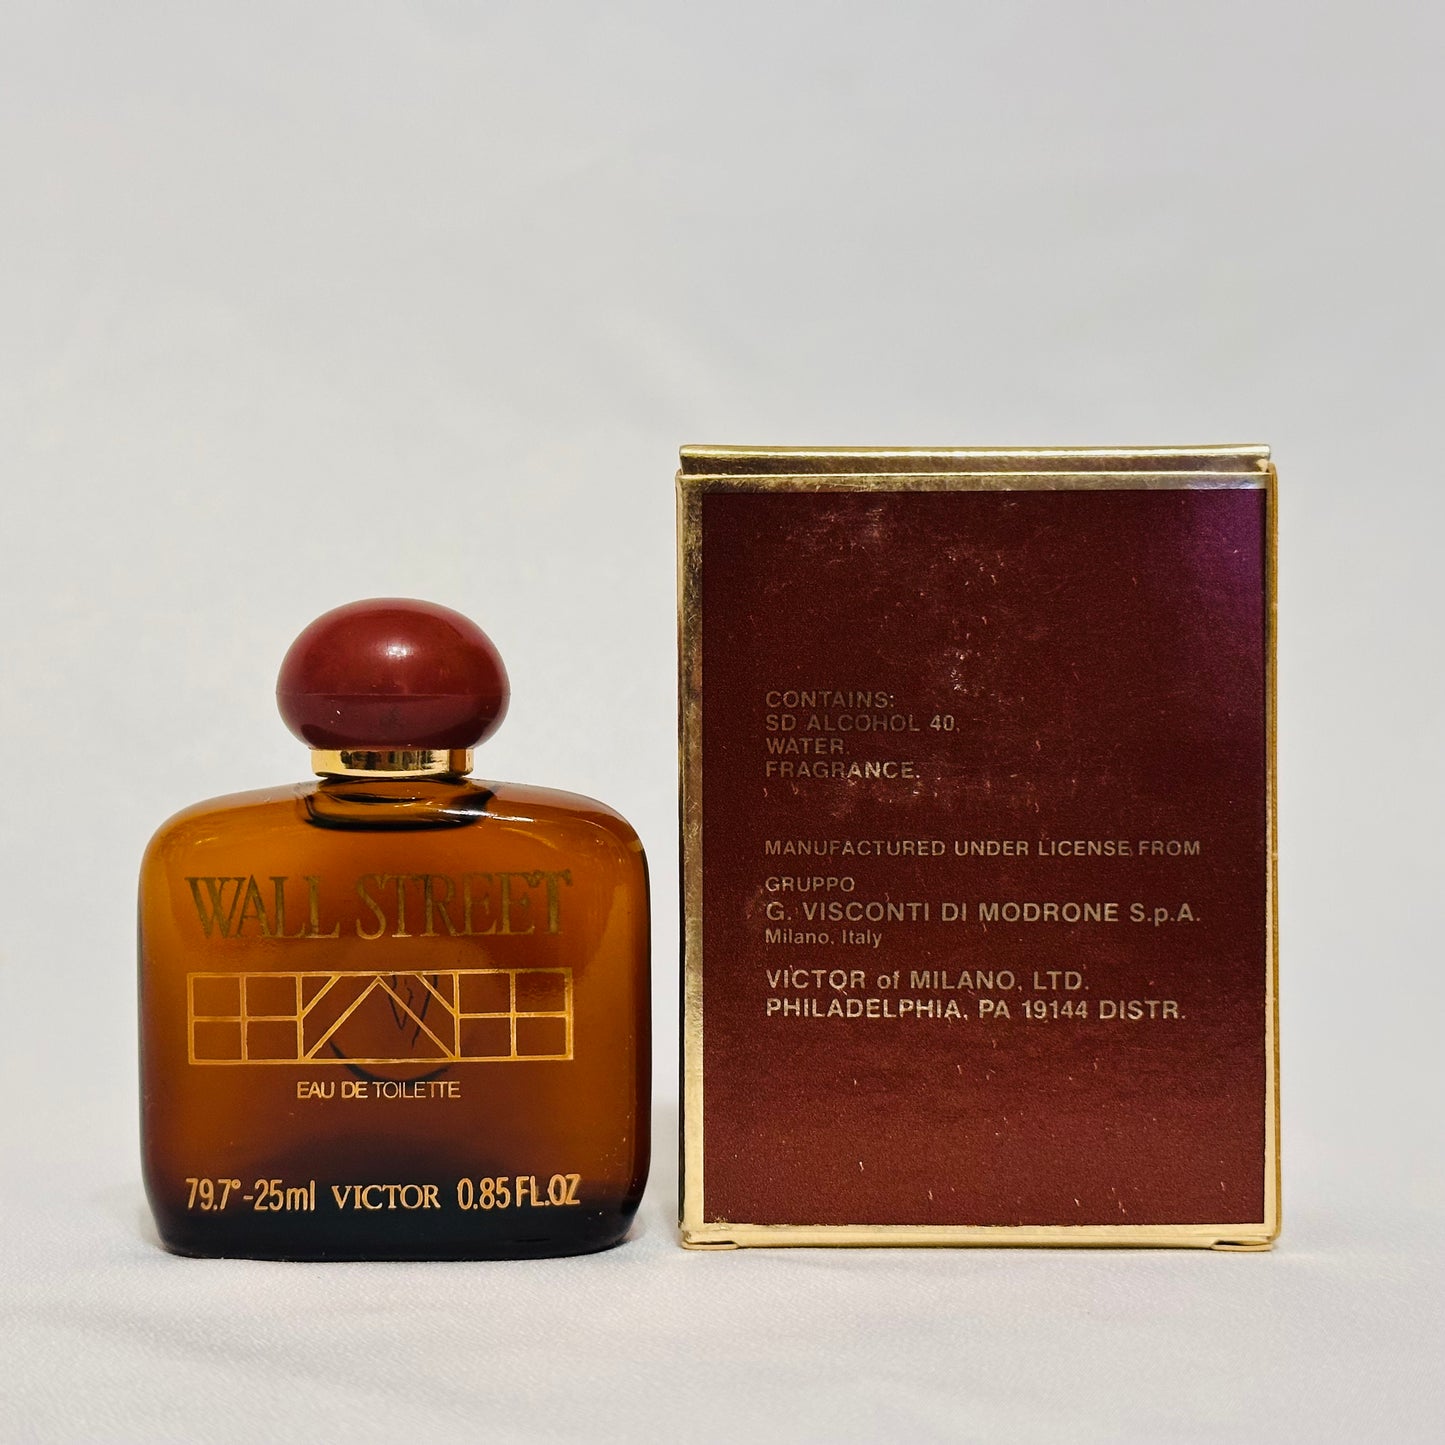 WALL STREET
EAU DE TOILETTE
79.7°-25ml VICTOR 0.85 FL.OZ
CONTAINS:
SD ALCOHOL 40,
WATER,
FRAGRANCE.
MANUFACTURED UNDER LICENSE FROM
GRUPPO
G. VISCONTI DI MODRONE S.p.A.
Milano, Italy
VICTOR of MILANO, LTD.
PHILADELPHIA, PA 19144 DISTR.